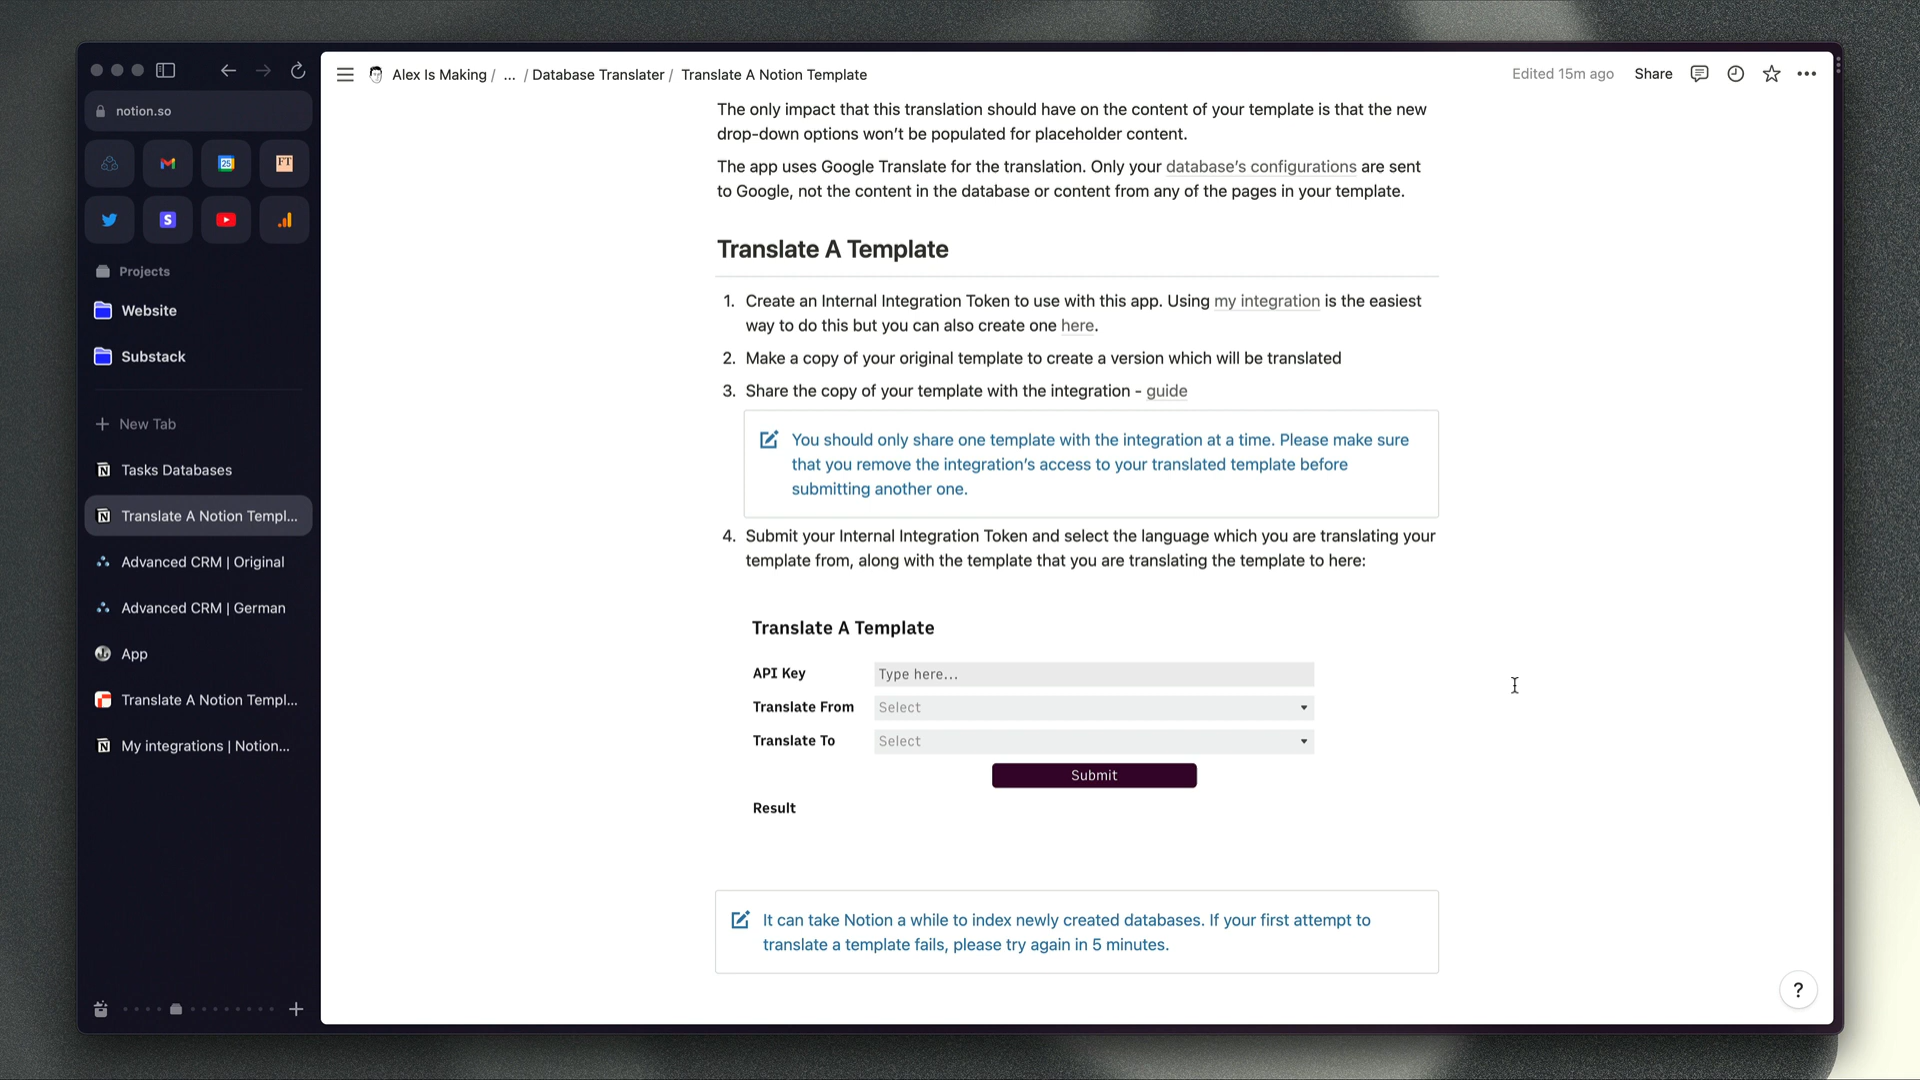 notion.so
25
FT
S
Projects
Website
Substack
New Tab
Tasks Databases
Translate A Notion Templ...
Advanced CRM | Original
Advanced CRM | German
App
Translate A Notion Templ...
My integrations | Notion...
Alex Is Making / ... / Database Translater / Translate A Notion Template
Edited 15m ago Share
The only impact that this translation should have on the content of your template is that the new
drop-down options won’t be populated for placeholder content.
The app uses Google Translate for the translation. Only your database’s configurations are sent
to Google, not the content in the database or content from any of the pages in your template.
Translate A Template
1. Create an Internal Integration Token to use with this app. Using my integration is the easiest
way to do this but you can also create one here.
2. Make a copy of your original template to create a version which will be translated
3. Share the copy of your template with the integration - guide
You should only share one template with the integration at a time. Please make sure
that you remove the integration’s access to your translated template before
submitting another one.
4. Submit your Internal Integration Token and select the language which you are translating your
template from, along with the template that you are translating the template to here:
Translate A Template
API Key Type here...
Translate From Select
Translate To Select
Submit
Result
It can take Notion a while to index newly created databases. If your first attempt to
translate a template fails, please try again in 5 minutes.
?